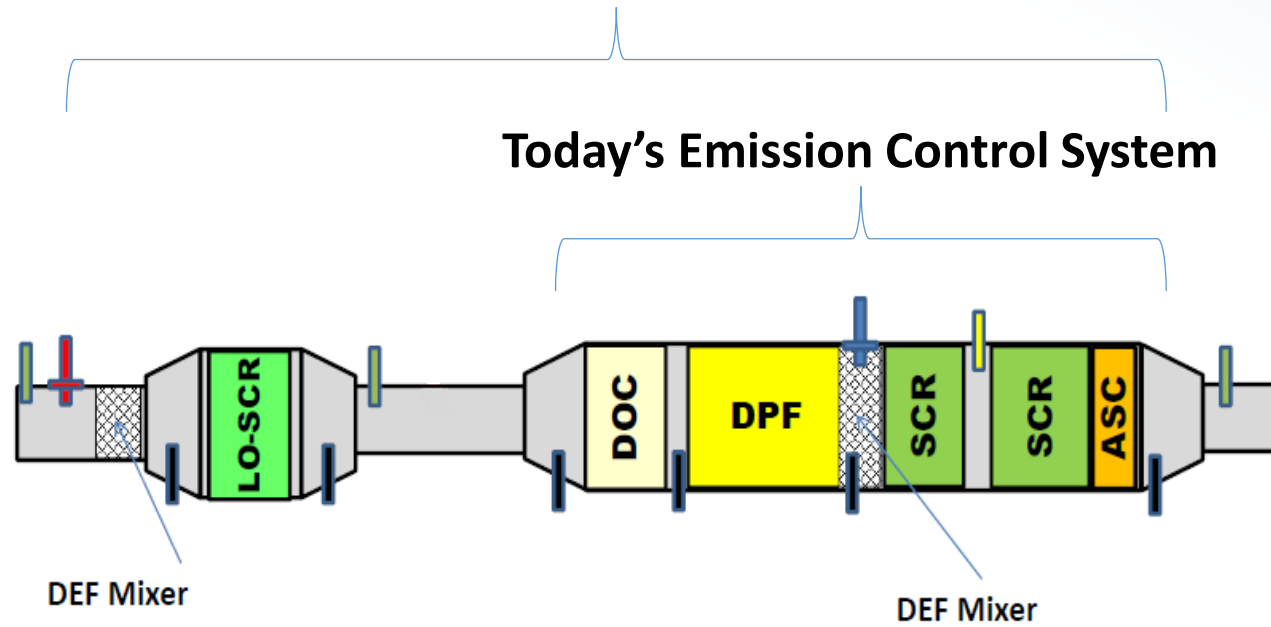 Today’s Emission Control System
LO-SCR
DOC
DPF
SCR
SCR
ASC
DEF Mixer
DEF Mixer